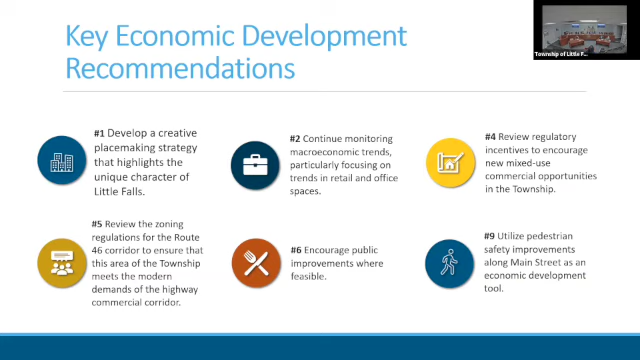 Key Economic Development
Recommendations
Township of Little F...
#1 Develop a creative
placemaking strategy
that highlights the
unique character of
Little Falls.
#2 Continue monitoring
macroeconomic trends,
particularly focusing on
trends in retail and office
spaces.
#4 Review regulatory
incentives to encourage
new mixed-use
commercial opportunities
in the Township.
#5 Review the zoning
regulations for the Route
46 corridor to ensure that
this area of the Township
meets the modern
demands of the highway
commercial corridor.
#6 Encourage public
improvements where
feasible.
#9 Utilize pedestrian
safety improvements
along Main Street as an
economic development
tool.